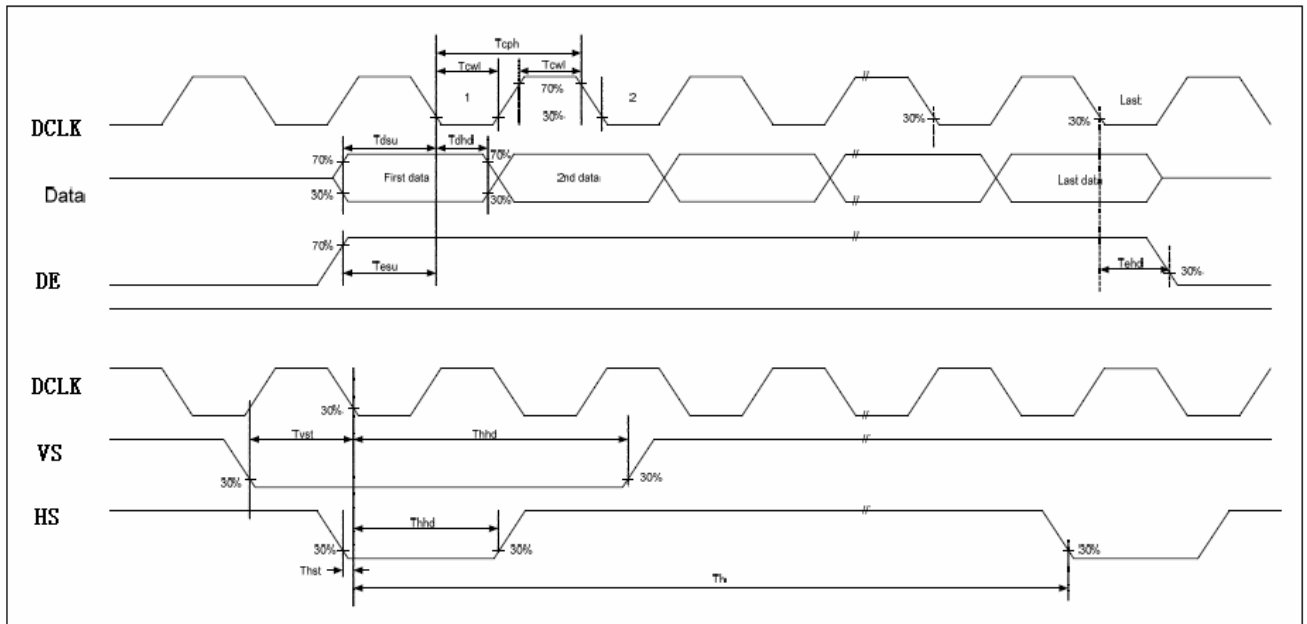 Tcph
Tcwl Tcwl
1 70% 2 Last
30% 30% 30%
DCLK
Tdsu Tdhd
70% 70%
First data 2nd data Last data
Data
30% 30%
70%
Tesu Tehd
DE 30%
DCLK
30%
Tvst Thhd
VS
30% 30%
HS
Thhd
30% 30% 30%
Thst
Th